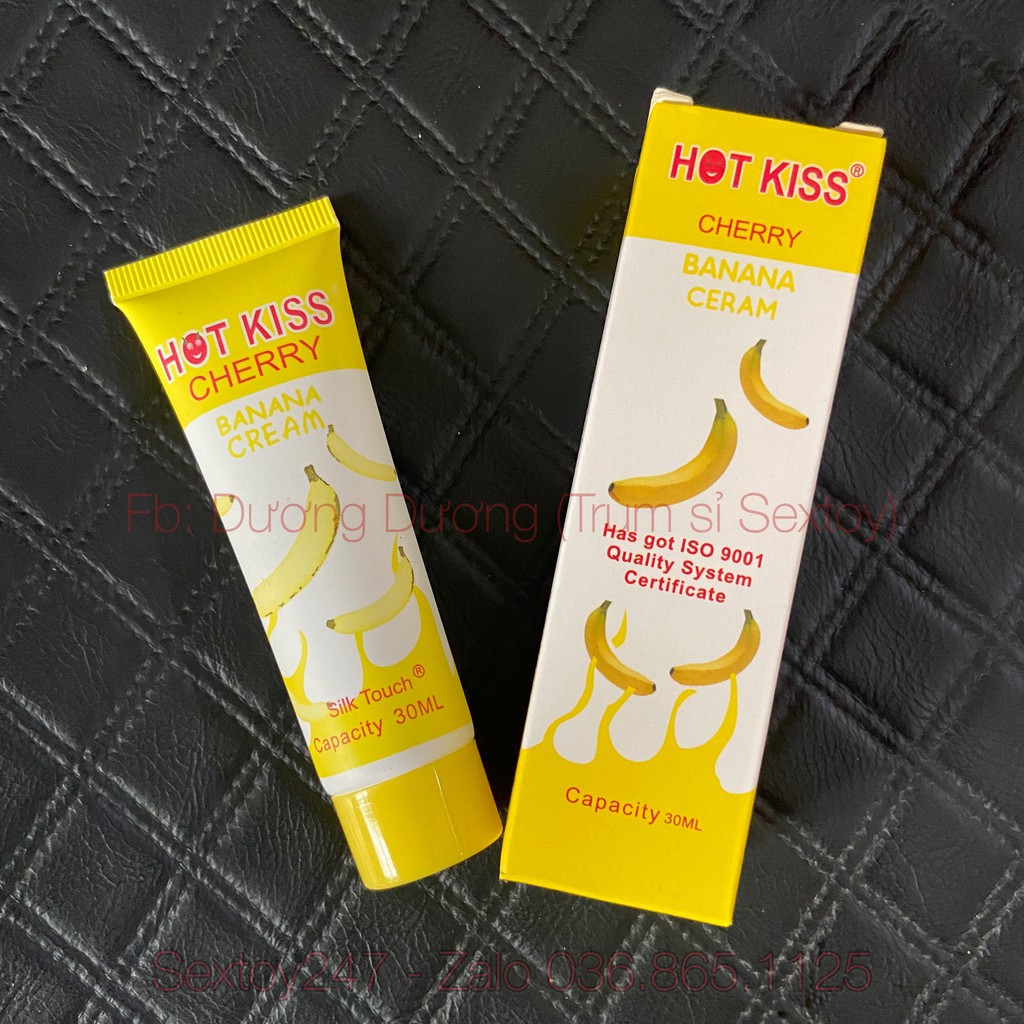 HOT KISS®
CHERRY
BANANA
CREAM
Silk Touch®
Capacity 30ML
HOT KISS®
CHERRY
BANANA
CERAM
Has got ISO 9001
Quality System
Certificate
Capacity 30ML
Fb: Dương Dương (Trùm sỉ Sextoy)
Sextoy247 - Zalo 036.865.1125